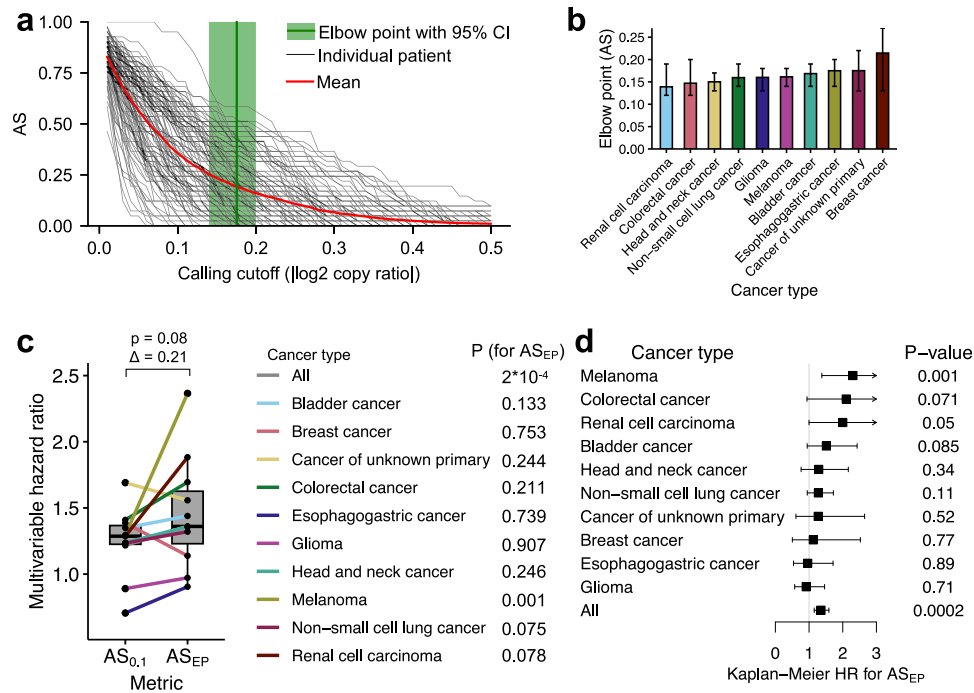 a
1.00
0.75
0.50
0.25
0.00
AS
0.0 0.1 0.2 0.3 0.4 0.5
Calling cutoff (|log2 copy ratio|)
Elbow point with 95% CI
Individual patient
Mean
b
Elbow point (AS)
0.25
0.20
0.15
0.10
0.05
0.00
Renal cell carcinoma
Colorectal cancer
Head and neck cancer
Non-small cell lung cancer
Glioma
Melanoma
Bladder cancer
Esophagogastric cancer
Cancer of unknown primary
Breast cancer
Cancer type
c
p = 0.08
Δ = 0.21
Multivariable hazard ratio
2.5
2.0
1.5
1.0
AS0.1 ASEP
Metric
Cancer type P (for ASEP)
All 2*10-4
Bladder cancer 0.133
Breast cancer 0.753
Cancer of unknown primary 0.244
Colorectal cancer 0.211
Esophagogastric cancer 0.739
Glioma 0.907
Head and neck cancer 0.246
Melanoma 0.001
Non−small cell lung cancer 0.075
Renal cell carcinoma 0.078
d
Cancer type P−value
Melanoma 0.001
Colorectal cancer 0.071
Renal cell carcinoma 0.05
Bladder cancer 0.085
Head and neck cancer 0.34
Non−small cell lung cancer 0.11
Cancer of unknown primary 0.52
Breast cancer 0.77
Esophagogastric cancer 0.89
Glioma 0.71
All 0.0002
0 1 2 3
Kaplan−Meier HR for ASEP